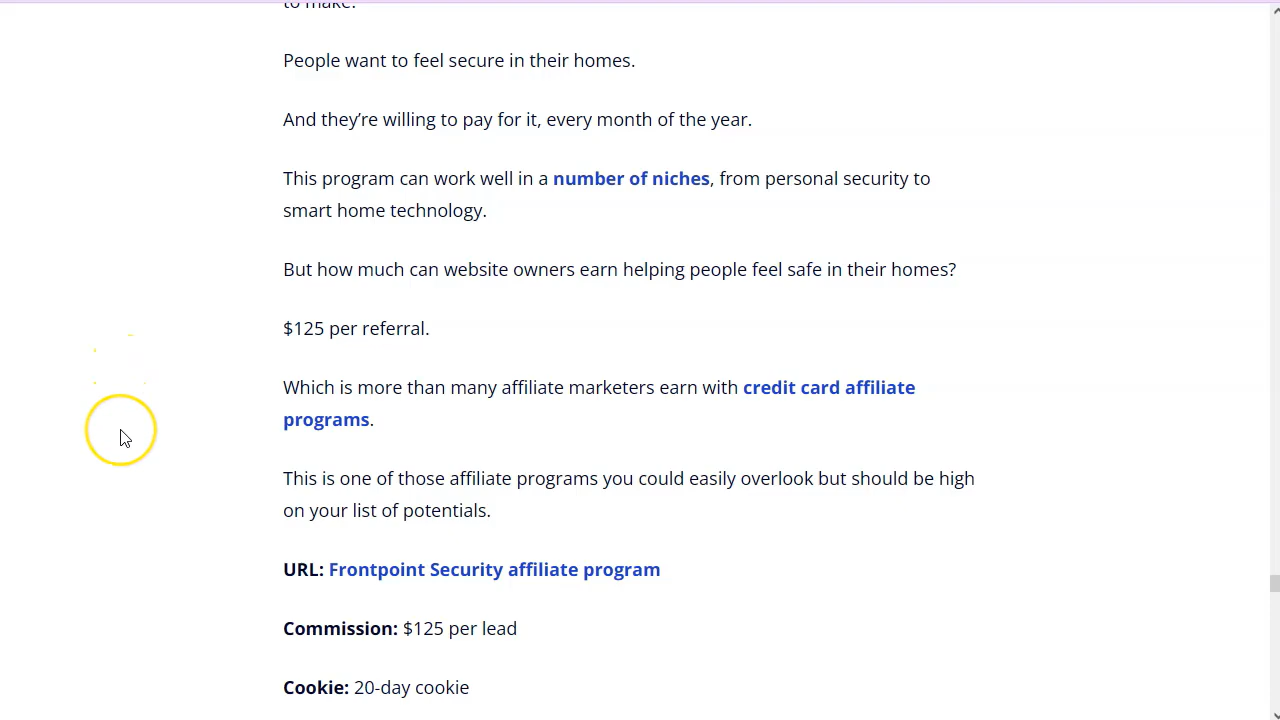 to make.
People want to feel secure in their homes.
And they’re willing to pay for it, every month of the year.
This program can work well in a number of niches, from personal security to
smart home technology.
But how much can website owners earn helping people feel safe in their homes?
$125 per referral.
Which is more than many affiliate marketers earn with credit card affiliate
programs.
This is one of those affiliate programs you could easily overlook but should be high
on your list of potentials.
URL: Frontpoint Security affiliate program
Commission: $125 per lead
Cookie: 20-day cookie